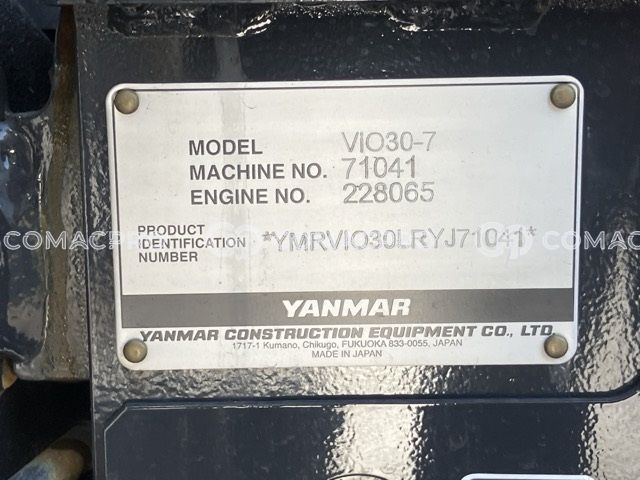 MODEL VIO30-7
MACHINE NO. 71041
ENGINE NO. 228065
PRODUCT
IDENTIFICATION
NUMBER
*YMRVIO30LRYJ71041*
YANMAR
YANMAR CONSTRUCTION EQUIPMENT CO., LTD.
1717-1 Kumano, Chikugo, FUKUOKA 833-0055, JAPAN
MADE IN JAPAN